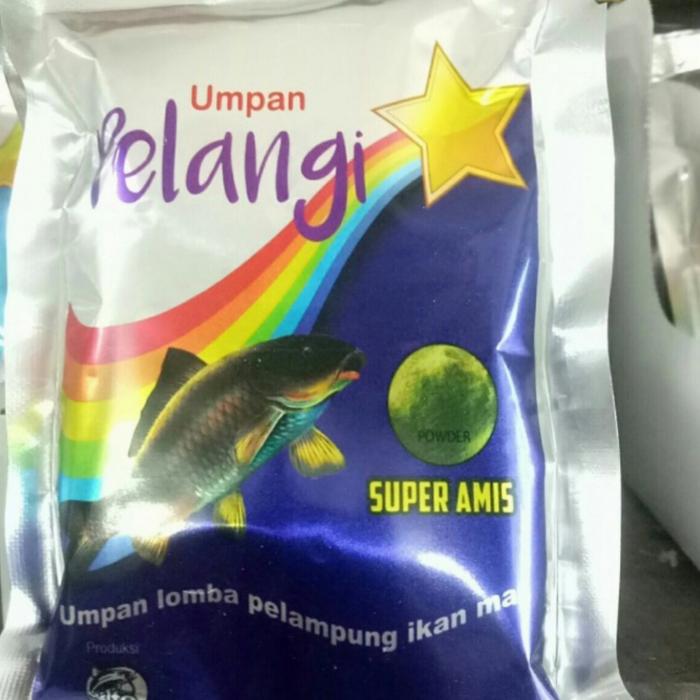 Umpan
Pelangi
POWDER
SUPER AMIS
Umpan lomba pelampung ikan ma
Produksi